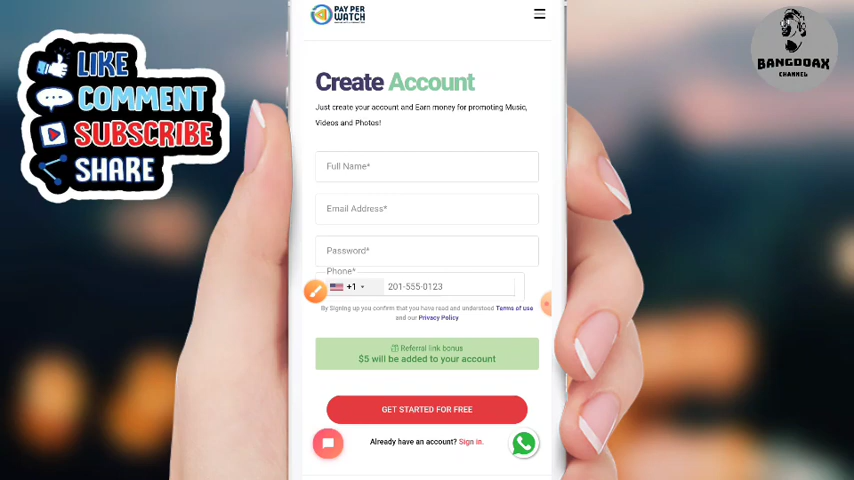 LIKE
COMMENT
SUBSCRIBE
SHARE
PAY PER
WATCH
Create Account
Just create your account and Earn money for promoting Music,
Videos and Photos!
Full Name*
Email Address*
Password*
Phone*
+1 201-555-0123
By Signing up you confirm that you have read and understood Terms of use
and our Privacy Policy
Referral link bonus
$5 will be added to your account
GET STARTED FOR FREE
Already have an account? Sign in.
BANGDOAX
CHANNEL